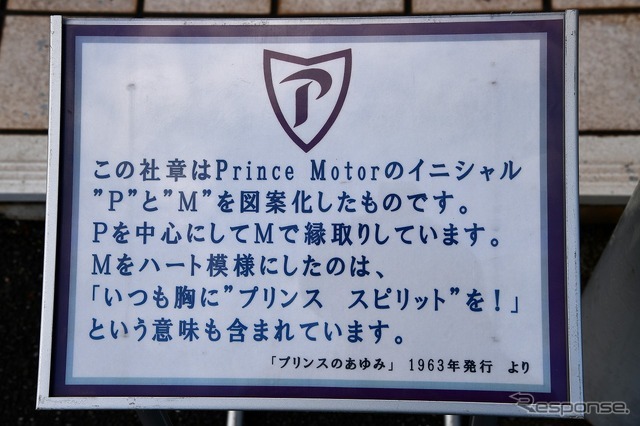 P
この社章はPrince Motorのイニシャル
”P”と”M”を図案化したものです。
Pを中心にしてMで縁取りしています。
Mをハート模様にしたのは、
「いつも胸に”プリンス　スピリット”を！」
という意味も含まれています。
「プリンスのあゆみ」 1963年発行 より
Response.